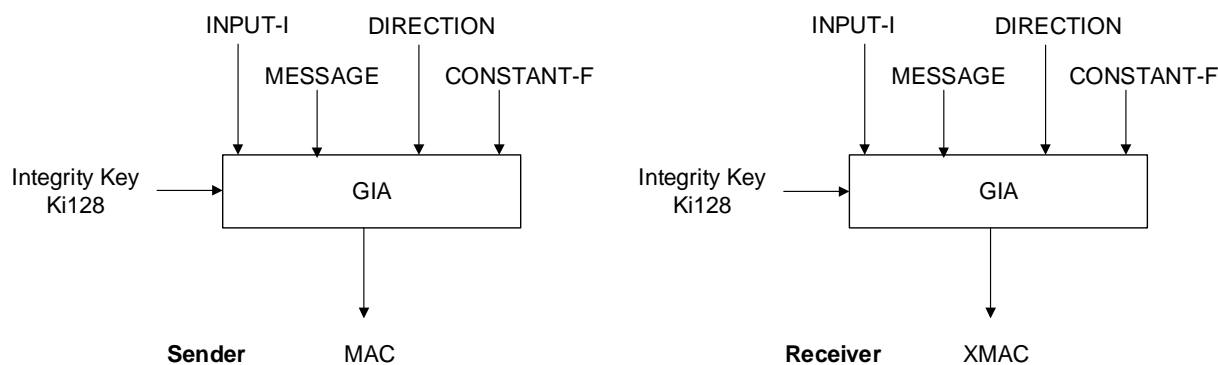 INPUT-I DIRECTION
MESSAGE CONSTANT-F
Integrity Key
Ki128
GIA
Sender MAC
INPUT-I DIRECTION
MESSAGE CONSTANT-F
Integrity Key
Ki128
GIA
Receiver XMAC